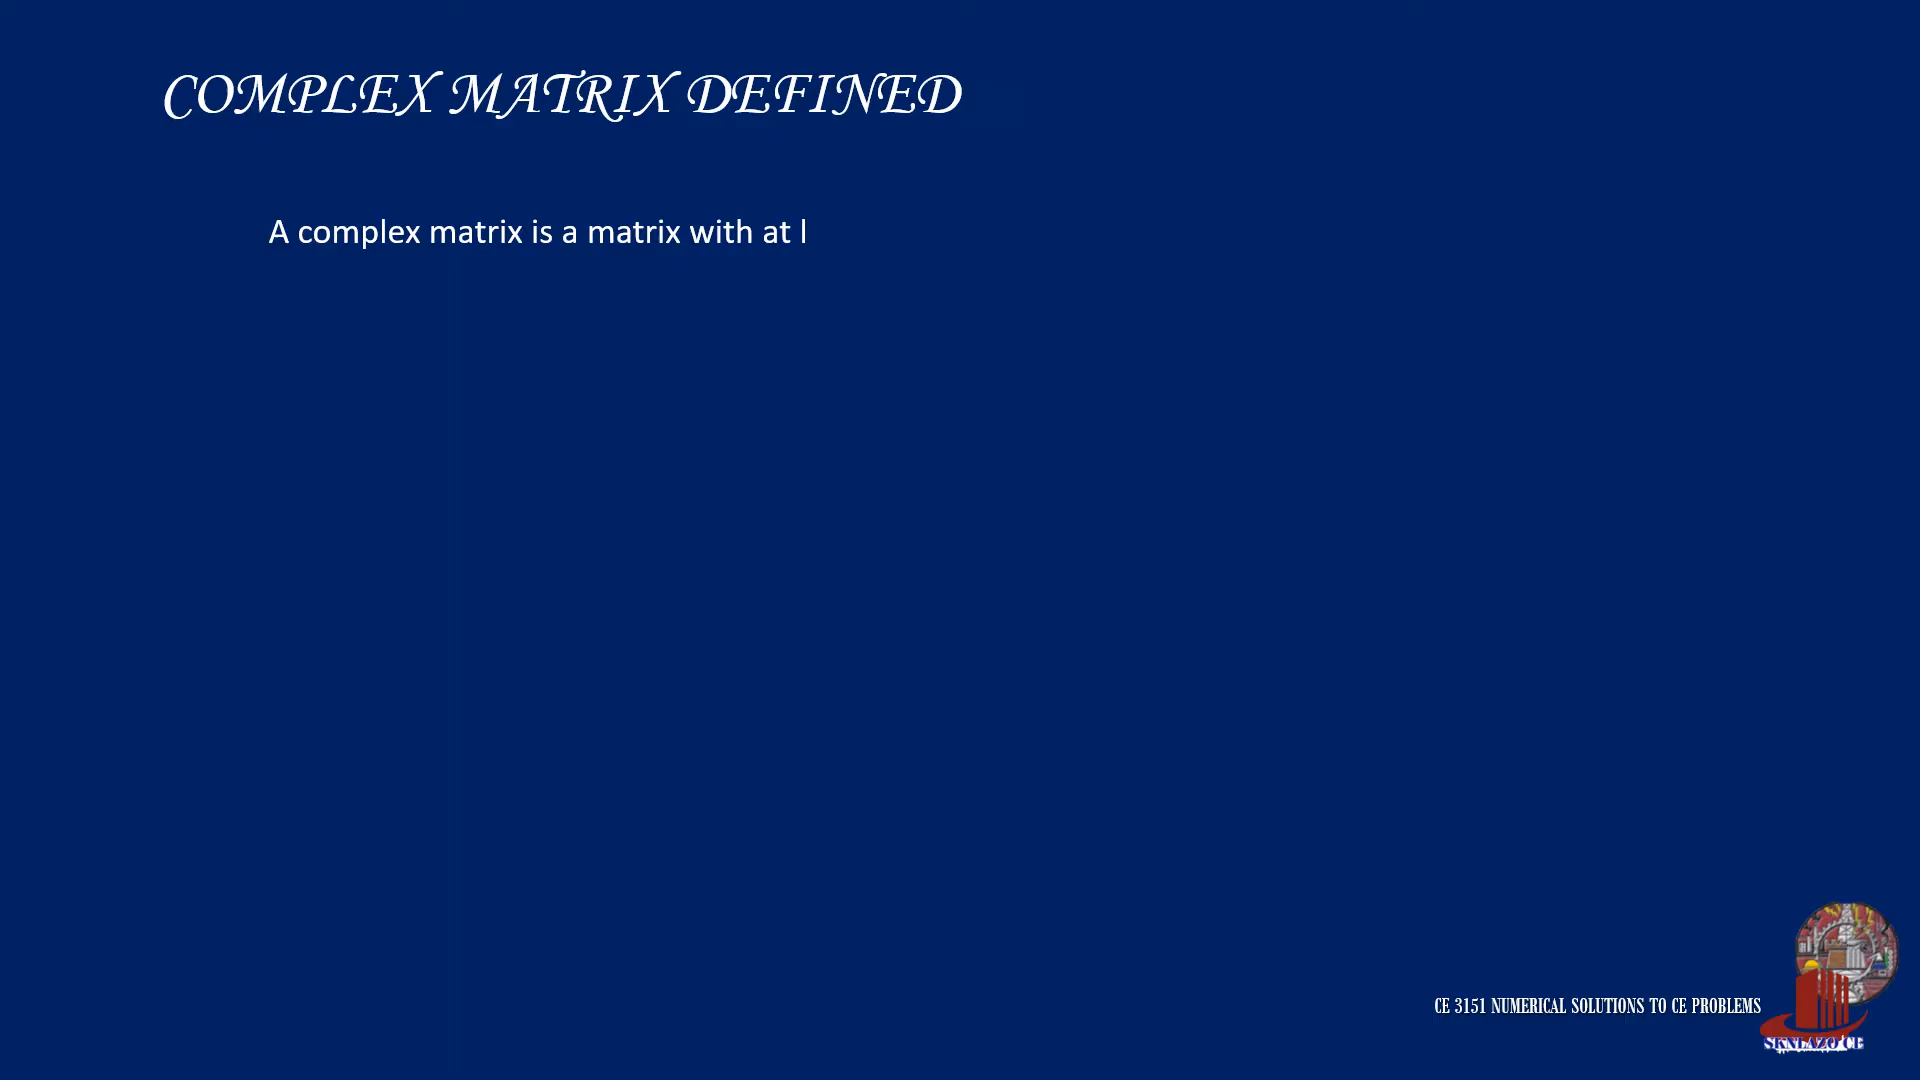 COMPLEX MATRIX DEFINED
A complex matrix is a matrix with at l
CE 3151 NUMERICAL SOLUTIONS TO CE PROBLEMS